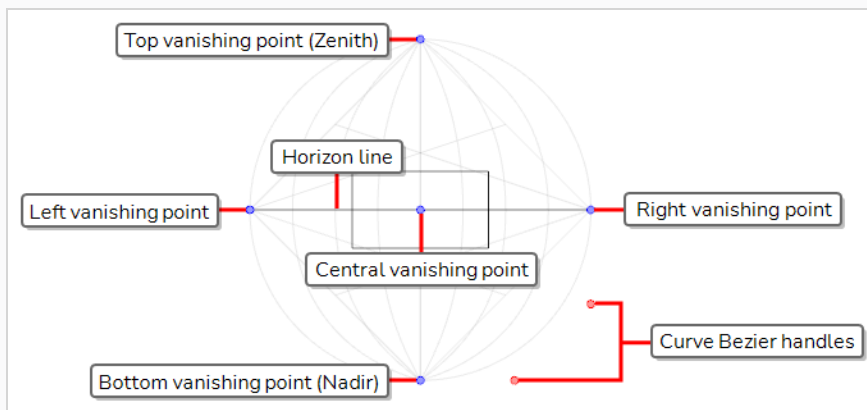 Top vanishing point (Zenith)
Horizon line
Left vanishing point
Right vanishing point
Central vanishing point
Curve Bezier handles
Bottom vanishing point (Nadir)